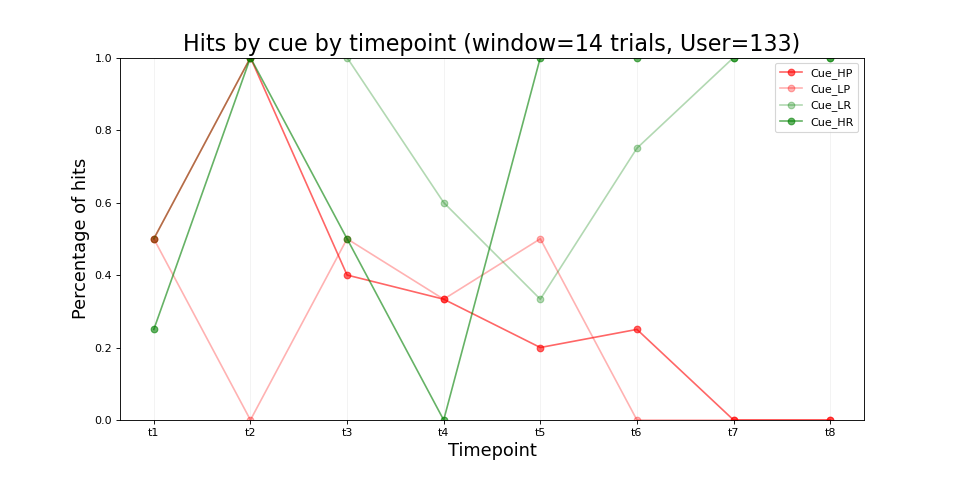 Hits by cue by timepoint (window=14 trials, User=133)
Percentage of hits
1.0
0.8
0.6
0.4
0.2
0.0
Cue_HP
Cue_LP
Cue_LR
Cue_HR
t1 t2 t3 t4 t5 t6 t7 t8
Timepoint